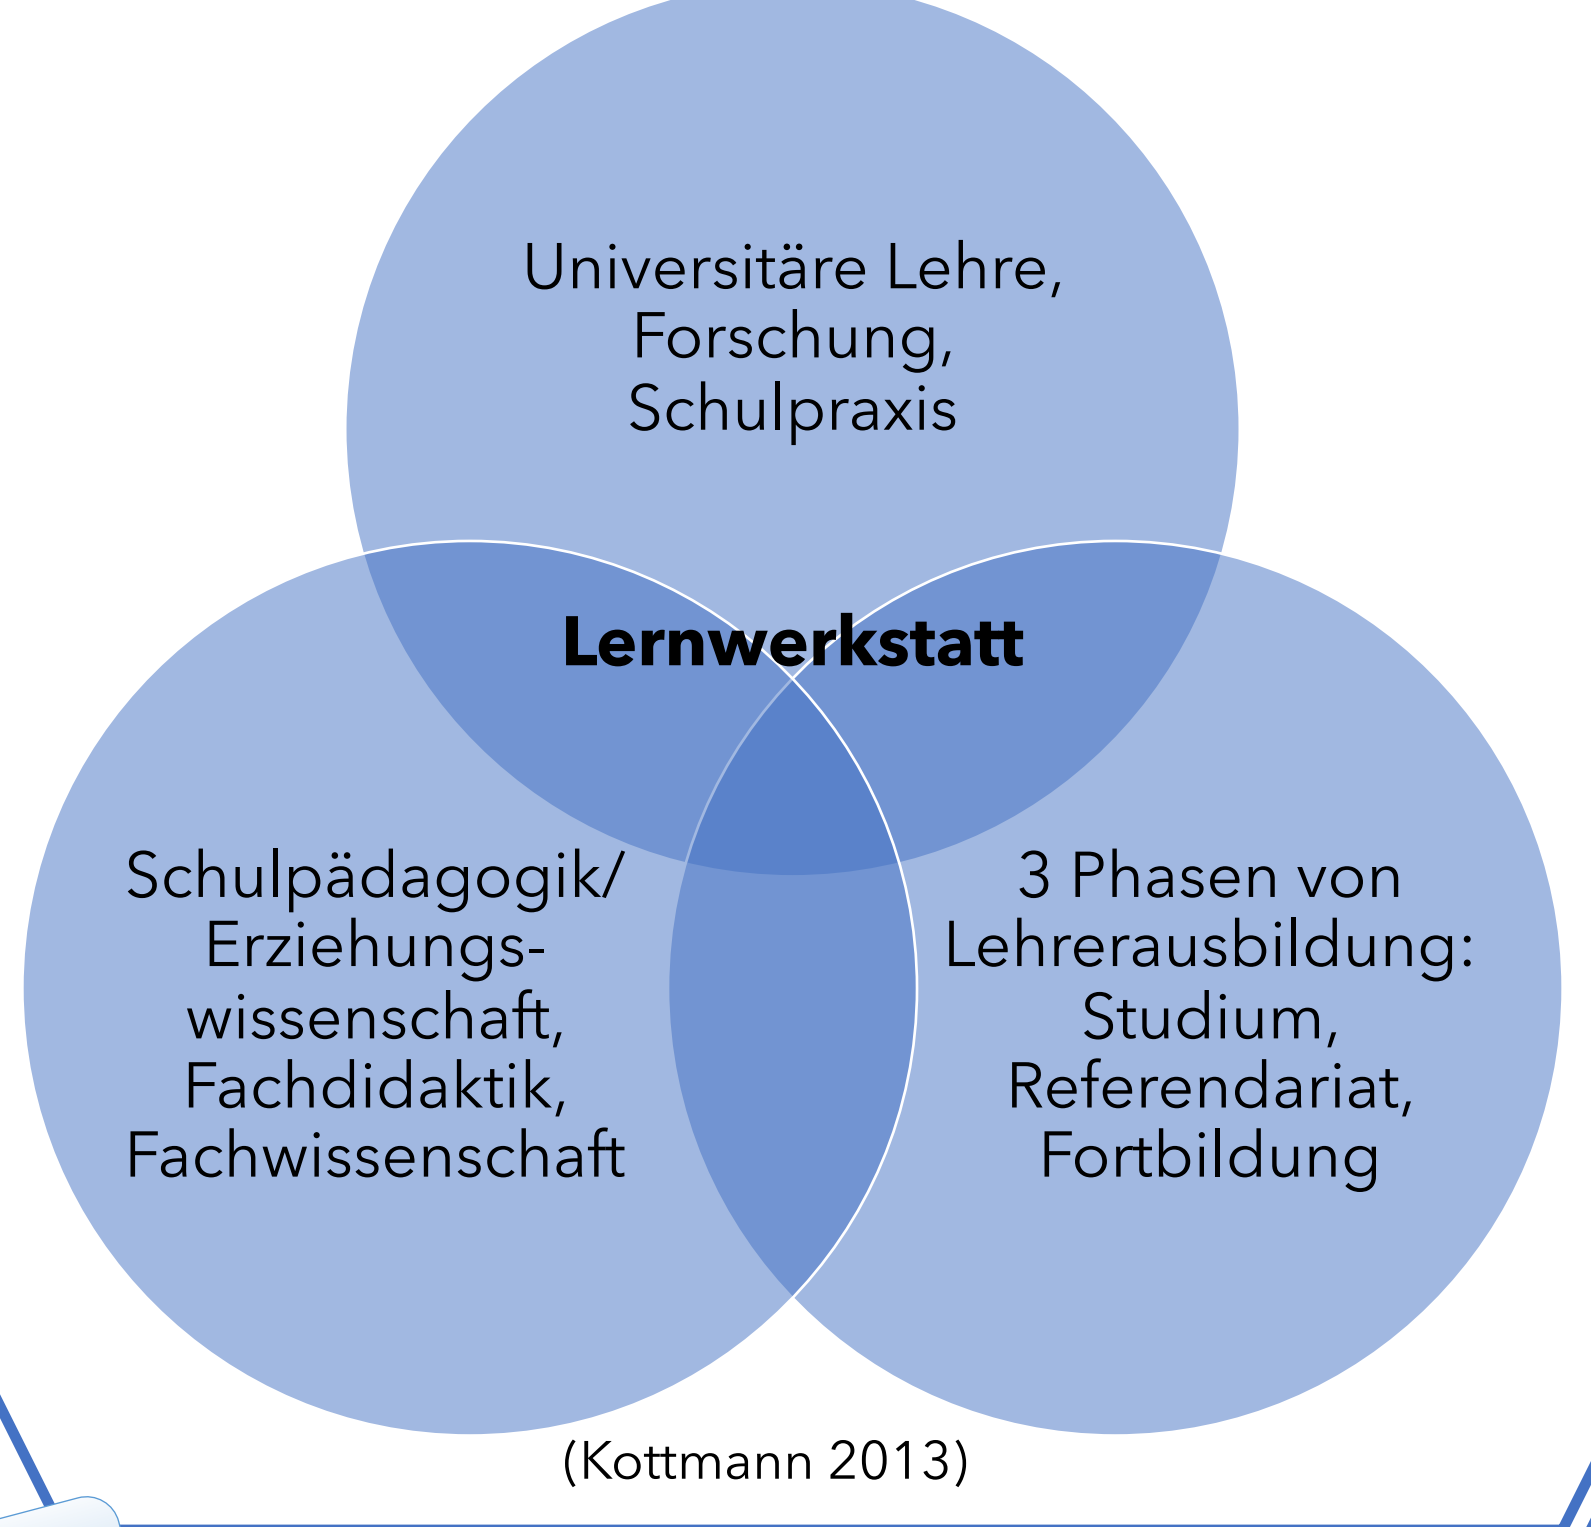 Universitäre Lehre,
Forschung,
Schulpraxis
Lernwerkstatt
Schulpädagogik/
Erziehungs-
wissenschaft,
Fachdidaktik,
Fachwissenschaft
3 Phasen von
Lehrerausbildung:
Studium,
Referendariat,
Fortbildung
(Kottmann 2013)